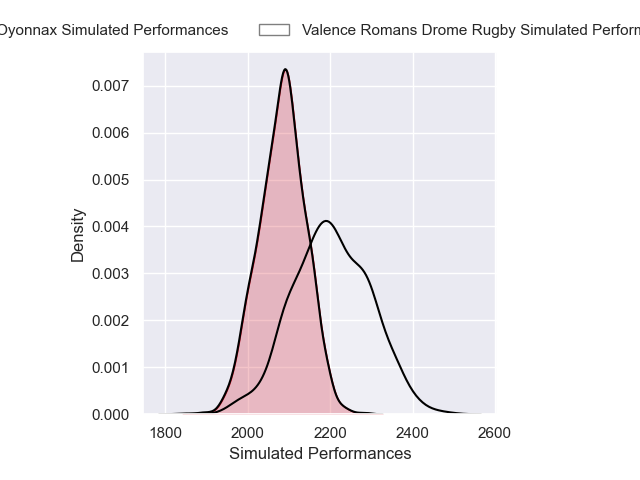 Oyonnax Simulated Performances Valence Romans Drome Rugby Simulated
0.007
0.006
0.005
0.004
0.003
0.002
0.001
0.000
Density
1800 2000 2200 2400 2600
Simulated Performances